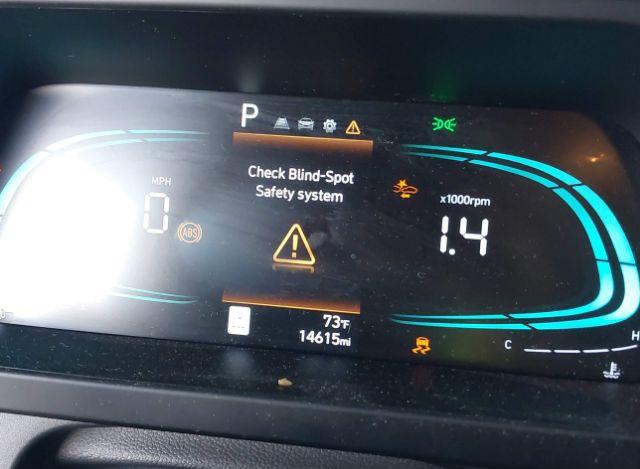 P
Check Blind-Spot
Safety system
MPH
0
ABS
x1000rpm
1.4
73°F
14615mi
C
H